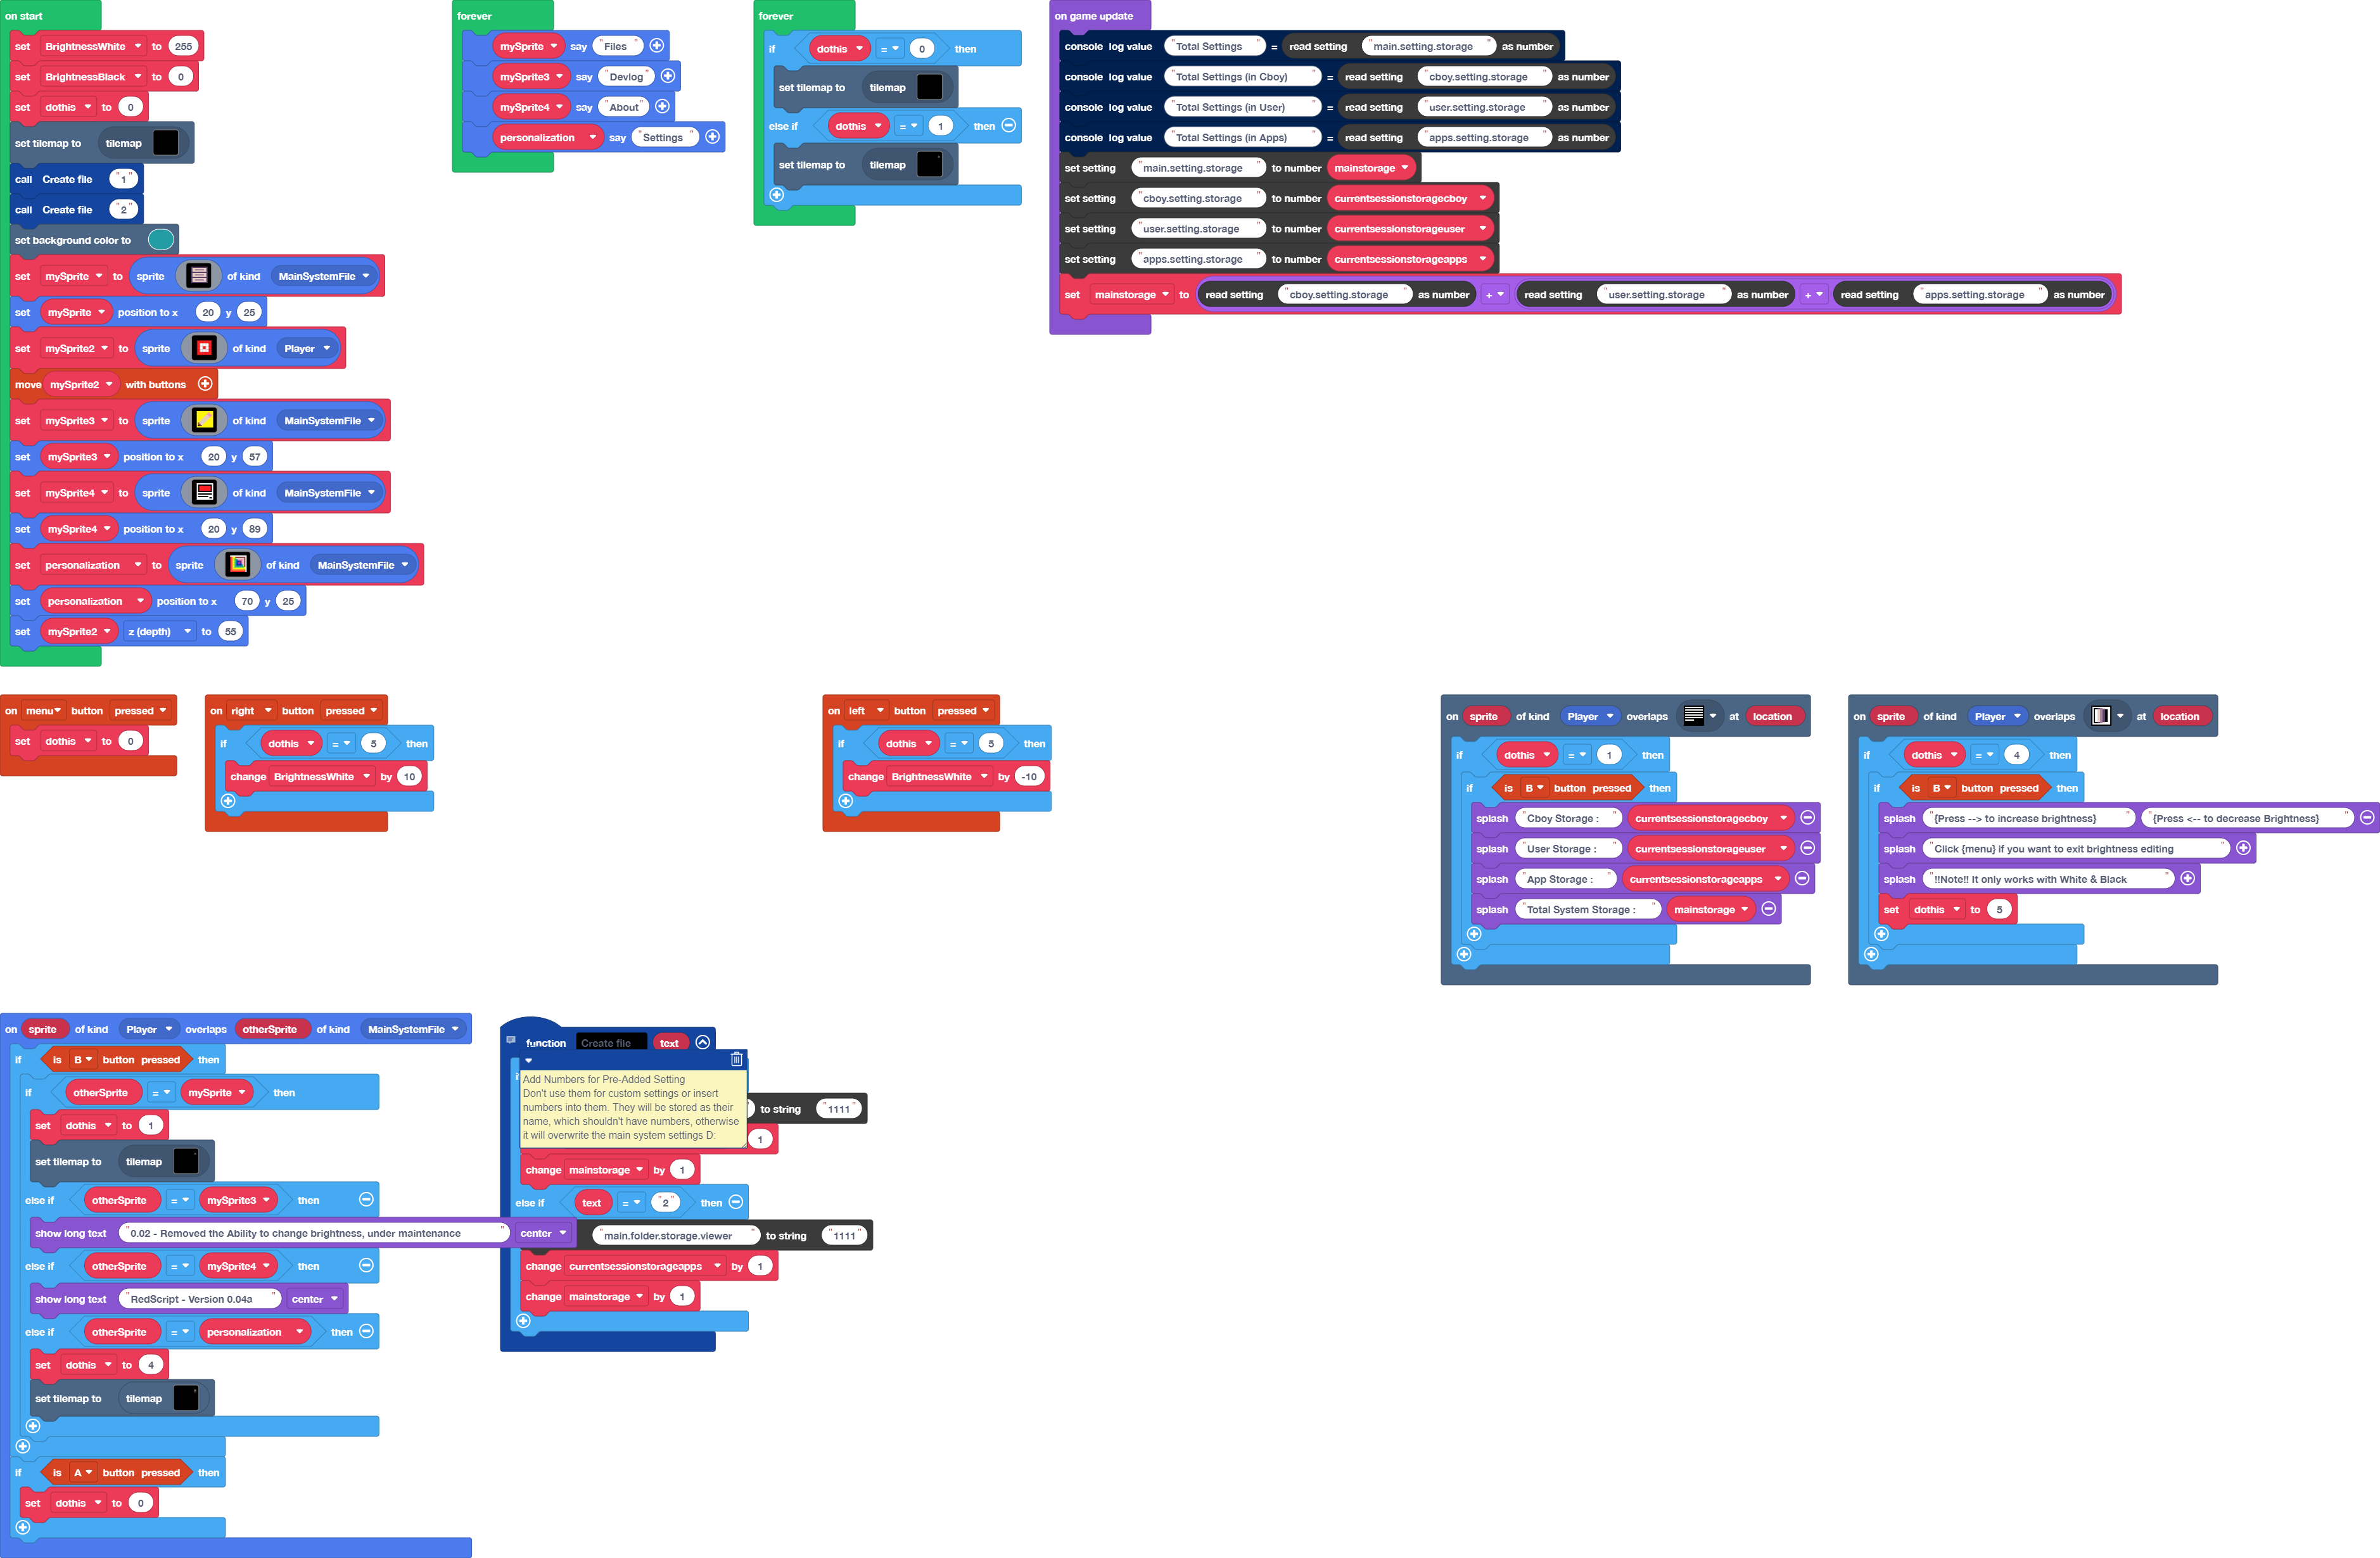 on start
set BrightnessWhite to 255
set BrightnessBlack to 0
set dothis to 0
set tilemap to tilemap
call Create file "1"
call Create file "2"
set background color to
set mySprite to sprite of kind MainSystemFile
set mySprite position to x 20 y 25
set mySprite2 to sprite of kind Player
move mySprite2 with buttons
set mySprite3 to sprite of kind MainSystemFile
set mySprite3 position to x 20 y 57
set mySprite4 to sprite of kind MainSystemFile
set mySprite4 position to x 20 y 89
set personalization to sprite of kind MainSystemFile
set personalization position to x 70 y 25
set mySprite2 z (depth) to 55
forever
mySprite say "Files"
mySprite3 say "Devlog"
mySprite4 say "About"
personalization say "Settings"
forever
if dothis = 0 then
set tilemap to tilemap
else if dothis = 1 then
set tilemap to tilemap
on game update
console log value "Total Settings" = read setting "main.setting.storage" as number
console log value "Total Settings (in Cboy)" = read setting "cboy.setting.storage" as number
console log value "Total Settings (in User)" = read setting "user.setting.storage" as number
console log value "Total Settings (in Apps)" = read setting "apps.setting.storage" as number
set setting "main.setting.storage" to number mainstorage
set setting "cboy.setting.storage" to number currentsessionstoragecboy
set setting "user.setting.storage" to number currentsessionstorageuser
set setting "apps.setting.storage" to number currentsessionstorageapps
set mainstorage to read setting "cboy.setting.storage" as number + read setting "user.setting.storage" as number + read setting "apps.setting.storage" as number
on menu button pressed
set dothis to 0
on right button pressed
if dothis = 5 then
change BrightnessWhite by 10
on left button pressed
if dothis = 5 then
change BrightnessWhite by -10
on sprite of kind Player overlaps at location
if dothis = 1 then
if is B button pressed then
splash "Cboy Storage :" currentsessionstoragecboy
splash "User Storage :" currentsessionstorageuser
splash "App Storage :" currentsessionstorageapps
splash "Total System Storage :" mainstorage
on sprite of kind Player overlaps at location
if dothis = 4 then
if is B button pressed then
splash "{Press --> to increase brightness}" "{Press <-- to decrease Brightness}"
splash "Click {menu} if you want to exit brightness editing"
splash "!!Note!! It only works with White & Black"
set dothis to 5
on sprite of kind Player overlaps otherSprite of kind MainSystemFile
if is B button pressed then
if otherSprite = mySprite then
set dothis to 1
set tilemap to tilemap
else if otherSprite = mySprite3 then
show long text "0.02 - Removed the Ability to change brightness, under maintenance" center
else if otherSprite = mySprite4 then
show long text "RedScript - Version 0.04a" center
else if otherSprite = personalization then
set dothis to 4
set tilemap to tilemap
if is A button pressed then
set dothis to 0
function Create file text
Add Numbers for Pre-Added Setting
Don't use them for custom settings or insert
numbers into them. They will be stored as their
name, which shouldn't have numbers, otherwise
it will overwrite the main system settings D:
" to string "1111"
1
change mainstorage by 1
else if text = "2" then
main.folder.storage.viewer" to string "1111"
change currentsessionstorageapps by 1
change mainstorage by 1